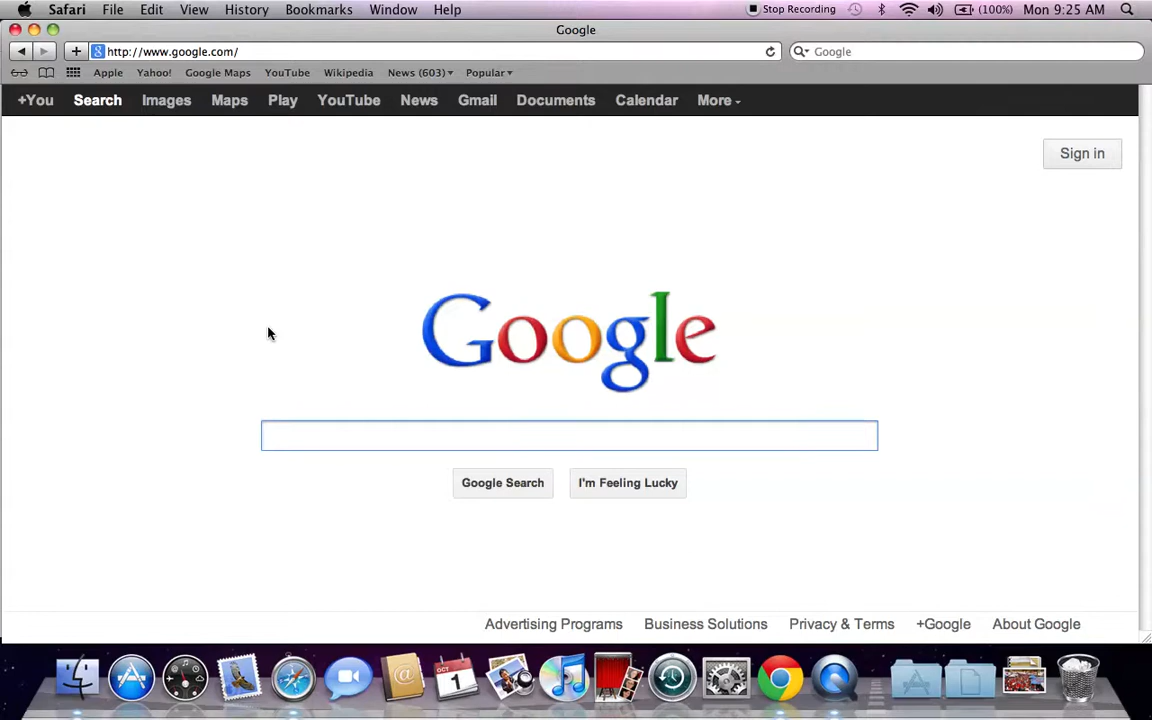 Safari File Edit View History Bookmarks Window Help Stop Recording (100%) Mon 9:25 AM
Google
http://www.google.com/ Google
Apple Yahoo! Google Maps YouTube Wikipedia News (603) Popular
+You Search Images Maps Play YouTube News Gmail Documents Calendar More
Sign in
Google
Google Search I'm Feeling Lucky
Advertising Programs Business Solutions Privacy & Terms +Google About Google
OCT
1